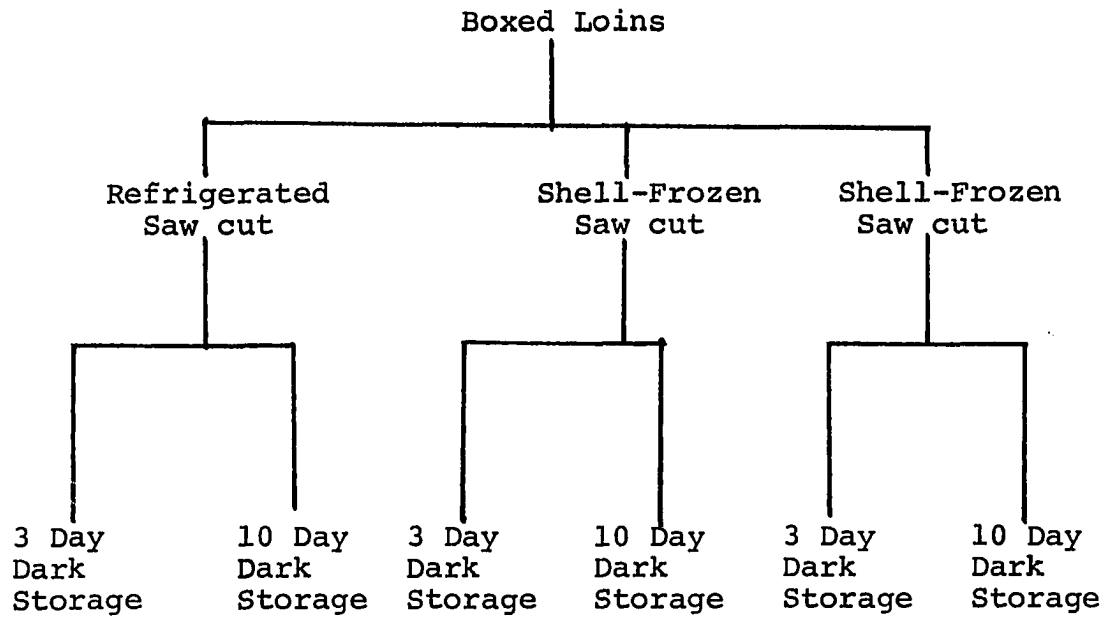 Boxed Loins
Refrigerated
Saw cut
Shell-Frozen
Saw cut
Shell-Frozen
Saw cut
3 Day
Dark
Storage
10 Day
Dark
Storage
3 Day
Dark
Storage
10 Day
Dark
Storage
3 Day
Dark
Storage
10 Day
Dark
Storage